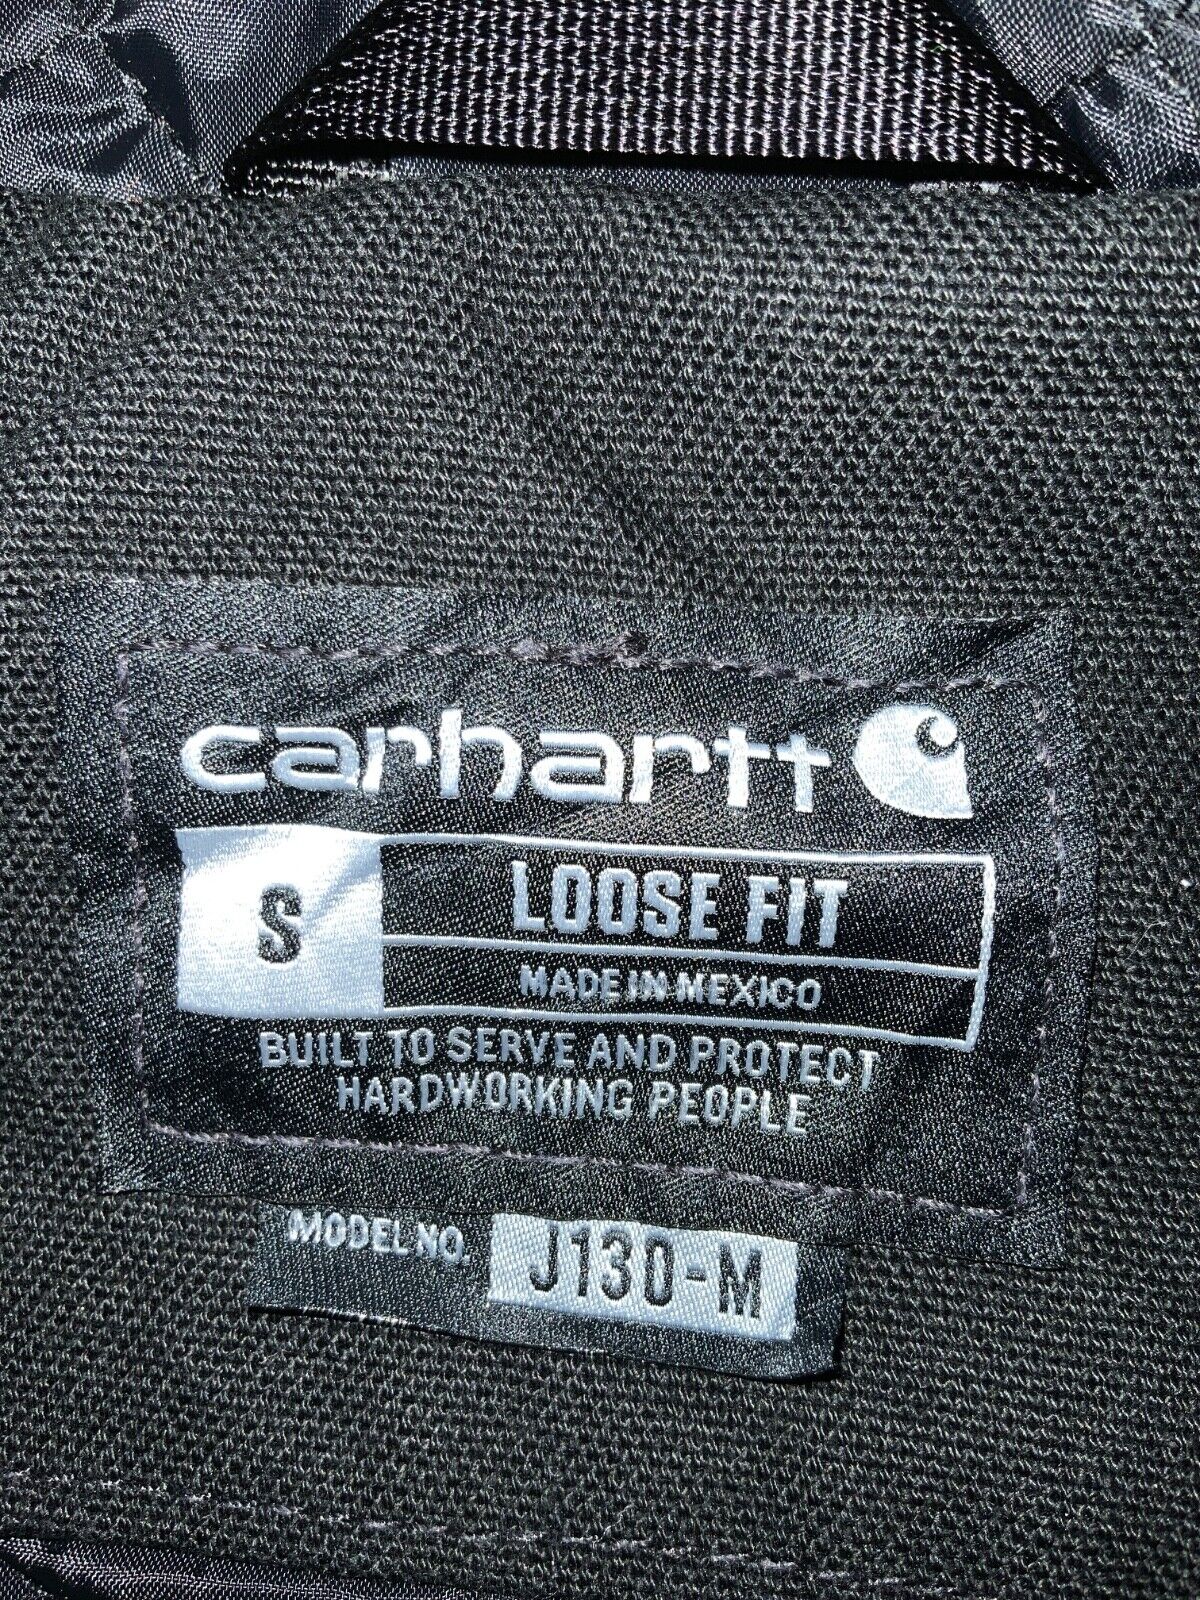 carhartt
S
LOOSE FIT
MADE IN MEXICO
BUILT TO SERVE AND PROTECT
HARDWORKING PEOPLE
MODEL NO. J130-M